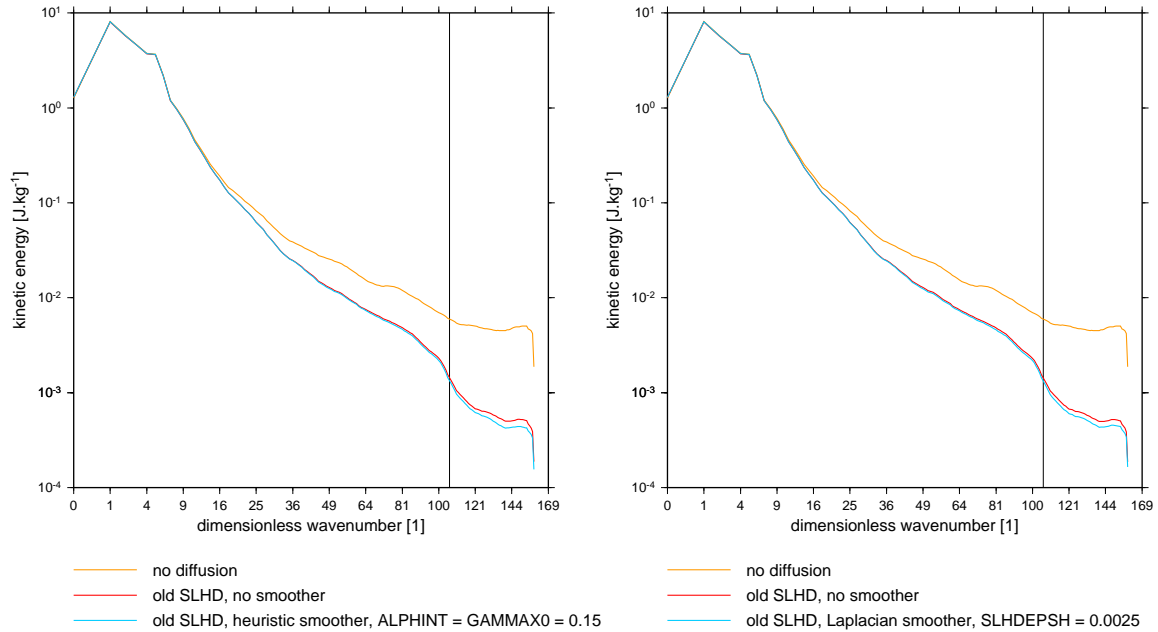 kinetic energy [J.kg⁻¹]
10¹
10⁰
10⁻¹
10⁻²
10⁻³
10⁻⁴
0 1 4 9 16 25 36 49 64 81 100 121 144 169
dimensionless wavenumber [1]
no diffusion
old SLHD, no smoother
old SLHD, heuristic smoother, ALPHINT = GAMMAX0 = 0.15
kinetic energy [J.kg⁻¹]
10¹
10⁰
10⁻¹
10⁻²
10⁻³
10⁻⁴
0 1 4 9 16 25 36 49 64 81 100 121 144 169
dimensionless wavenumber [1]
no diffusion
old SLHD, no smoother
old SLHD, Laplacian smoother, SLHDEPSH = 0.0025